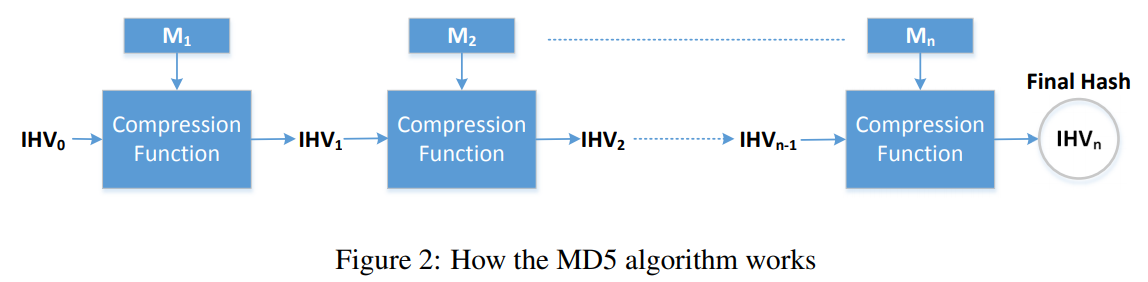 M₁
M₂
Mₙ
Final Hash
IHV₀
Compression
Function
IHV₁
Compression
Function
IHV₂
IHVₙ₋₁
Compression
Function
IHVₙ
Figure 2: How the MD5 algorithm works